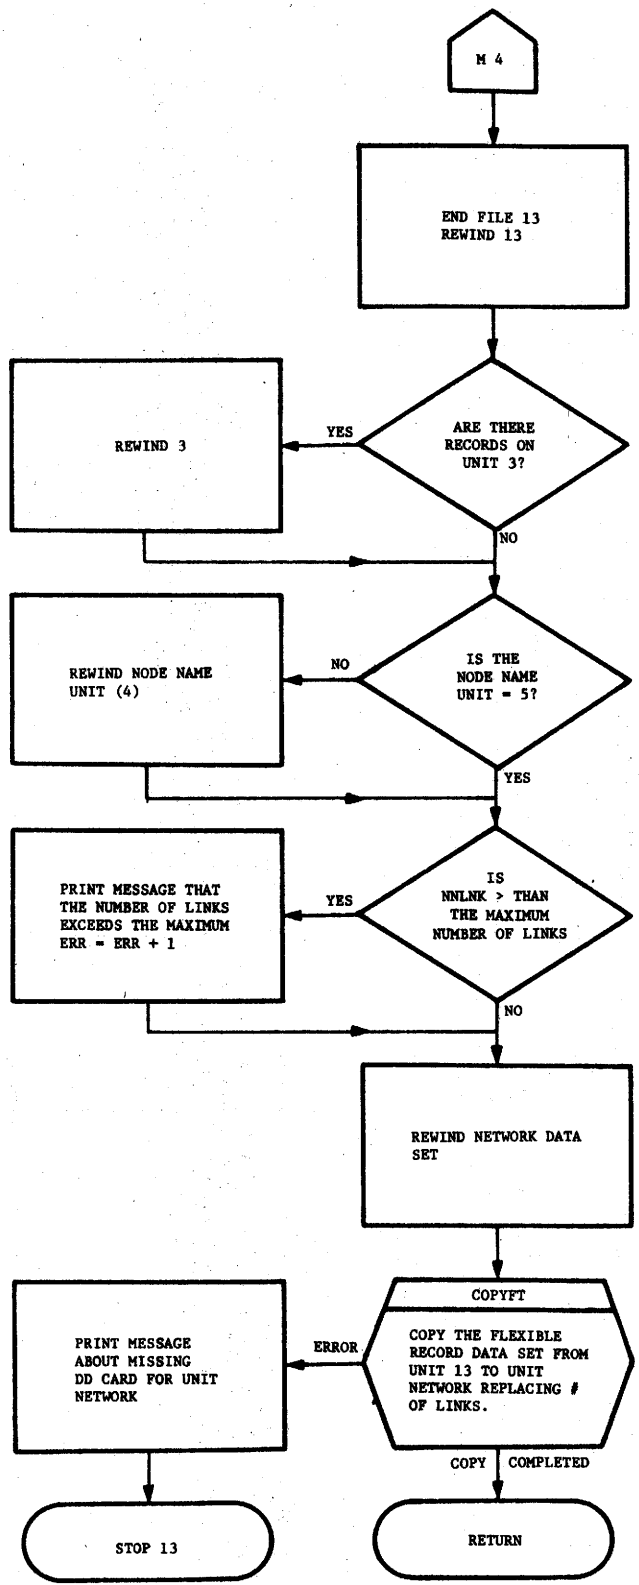 M 4
END FILE 13
REWIND 13
ARE THERE
RECORDS ON
UNIT 3?
YES
REWIND 3
NO
IS THE
NODE NAME
UNIT = 5?
NO
REWIND NODE NAME
UNIT (4)
YES
IS
NNLNK > THAN
THE MAXIMUM
NUMBER OF LINKS
YES
PRINT MESSAGE THAT
THE NUMBER OF LINKS
EXCEEDS THE MAXIMUM
ERR = ERR + 1
NO
REWIND NETWORK DATA
SET
COPYFT
COPY THE FLEXIBLE
RECORD DATA SET FROM
UNIT 13 TO UNIT
NETWORK REPLACING #
OF LINKS.
ERROR
PRINT MESSAGE
ABOUT MISSING
DD CARD FOR UNIT
NETWORK
COPY COMPLETED
STOP 13
RETURN